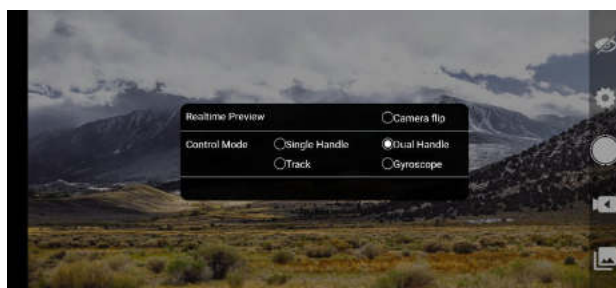 Realtime Preview Camera flip
Control Mode Single Handle Dual Handle
Track Gyroscope